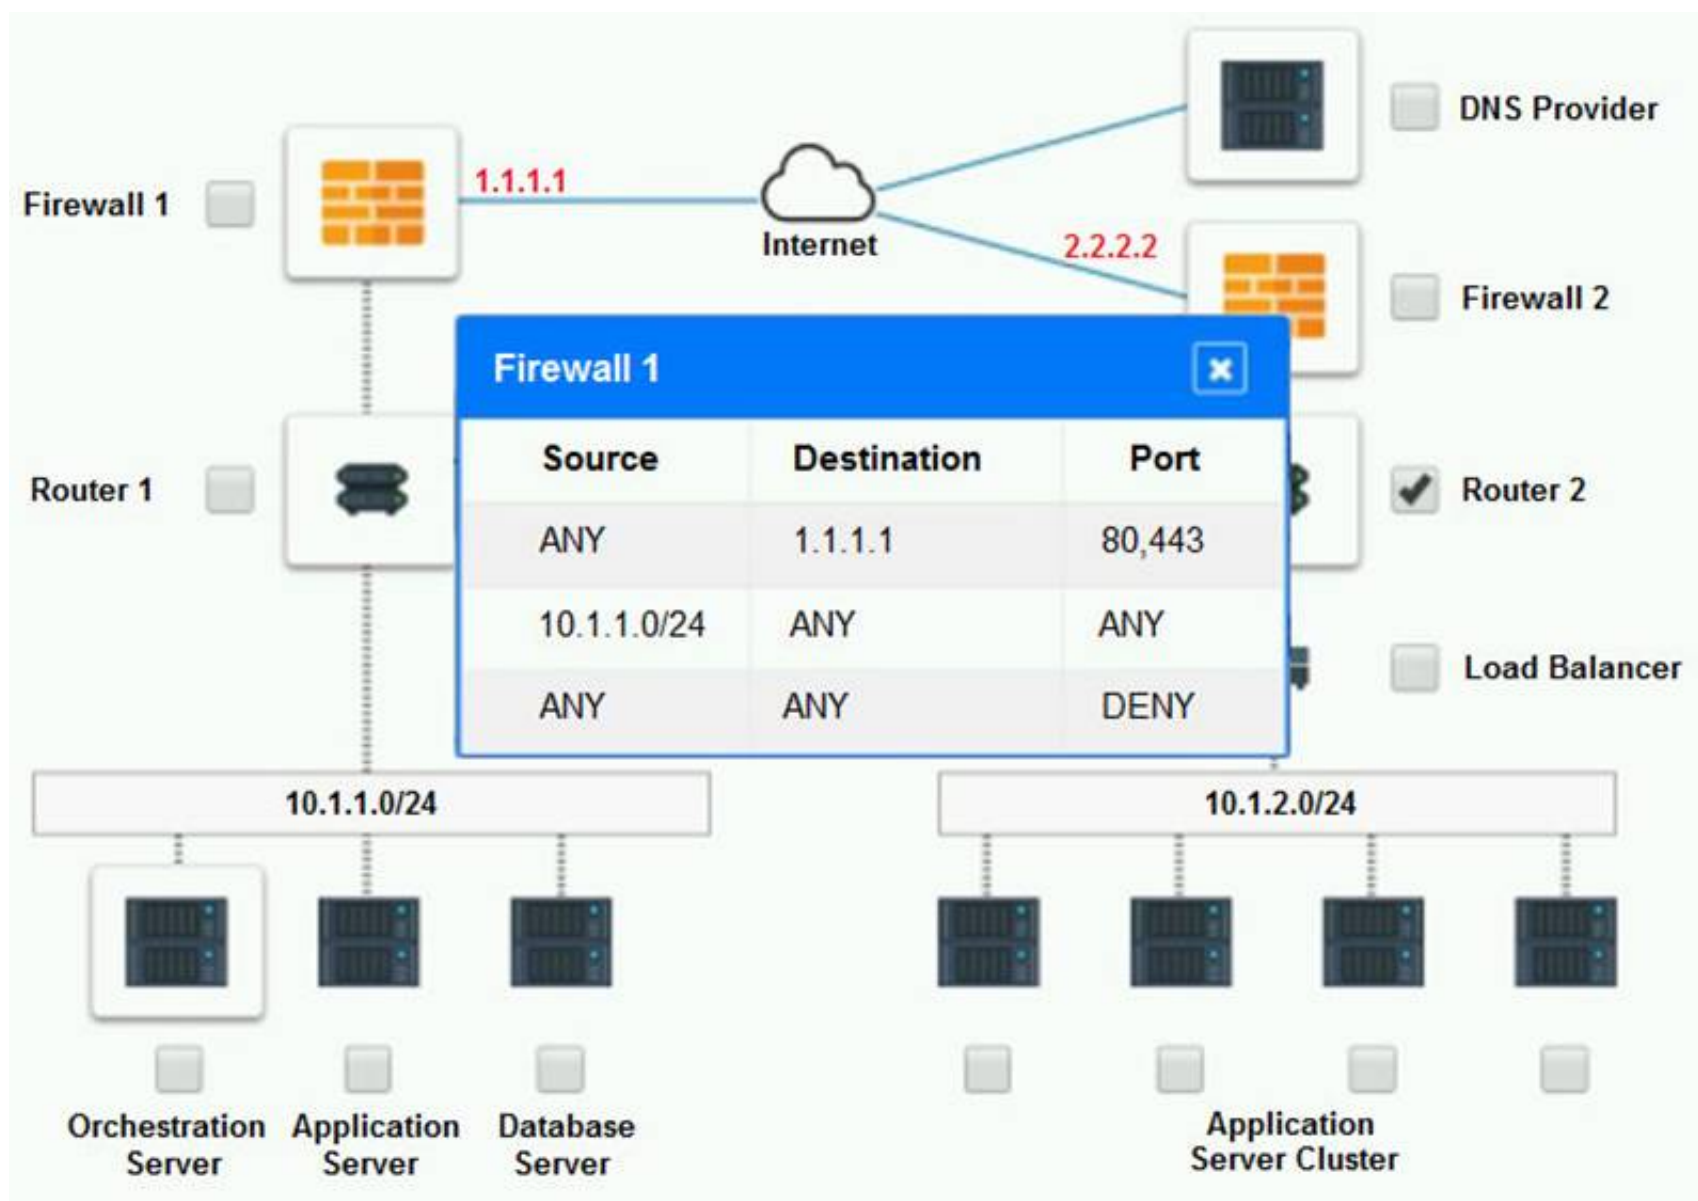 DNS Provider
Firewall 1
1.1.1.1
Internet
2.2.2.2
Firewall 2
Firewall 1
Source Destination Port
ANY 1.1.1.1 80,443
10.1.1.0/24 ANY ANY
ANY ANY DENY
Router 1
Router 2
Load Balancer
10.1.1.0/24
10.1.2.0/24
Orchestration
Server
Application
Server
Database
Server
Application
Server Cluster